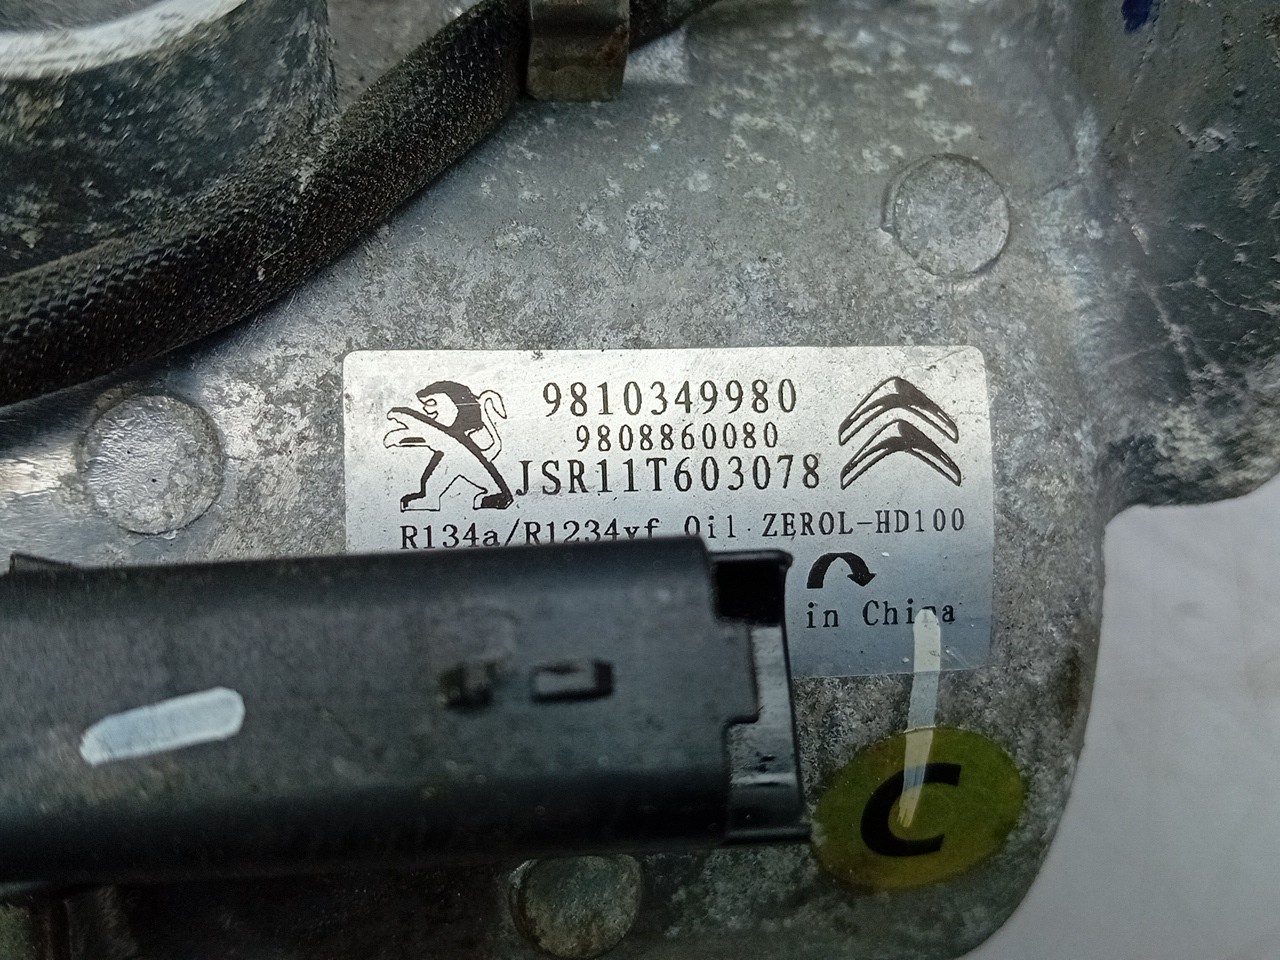 9810349980
9808860080
JSR11T603078
R134a/R1234yf Oil ZEROL-HD100
in China
C